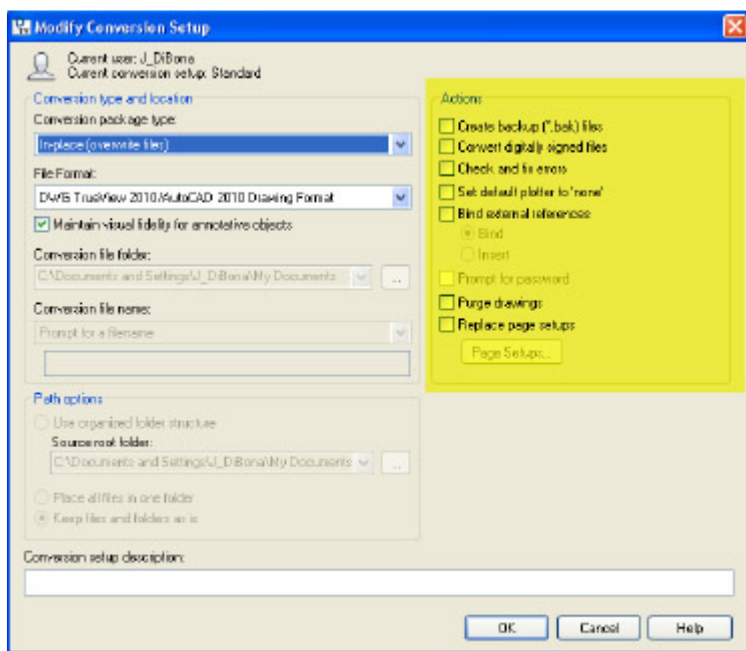 Modify Conversion Setup
Current user: J_DiBona
Current conversion setup: Standard
Conversion type and location
Conversion package type:
In-place (overwrite files)
File Format:
DWG TrueView 2010/AutoCAD 2010 Drawing Format
Maintain visual fidelity for annotative objects
Conversion file folder:
C:\Documents and Settings\J_DiBona\My Documents
...
Conversion file name:
Prompt for a filename
Path options
Use organized folder structure
Source root folder:
C:\Documents and Settings\J_DiBona\My Documents
...
Place all files in one folder
Keep files and folders as is
Actions
Create backup (*.bak) files
Convert digitally signed files
Check and fix errors
Set default plotter to 'none'
Bind external references
Bind
Insert
Prompt for password
Purge drawings
Replace page setups
Page Setups...
Conversion setup description:
OK
Cancel
Help